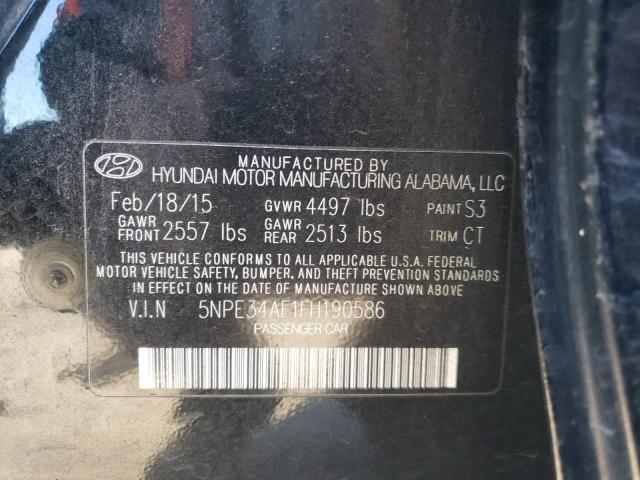 MANUFACTURED BY
HYUNDAI MOTOR MANUFACTURING ALABAMA, LLC
Feb/18/15 GVWR 4497 lbs PAINT S3
GAWR FRONT 2557 lbs GAWR REAR 2513 lbs TRIM CT
THIS VEHICLE CONFORMS TO ALL APPLICABLE U.S.A. FEDERAL
MOTOR VEHICLE SAFETY, BUMPER, AND THEFT PREVENTION STANDARDS
IN EFFECT ON THE DATE OF MANUFACTURE SHOWN ABOVE
V.I.N 5NPE34AF1FH190586
PASSENGER CAR